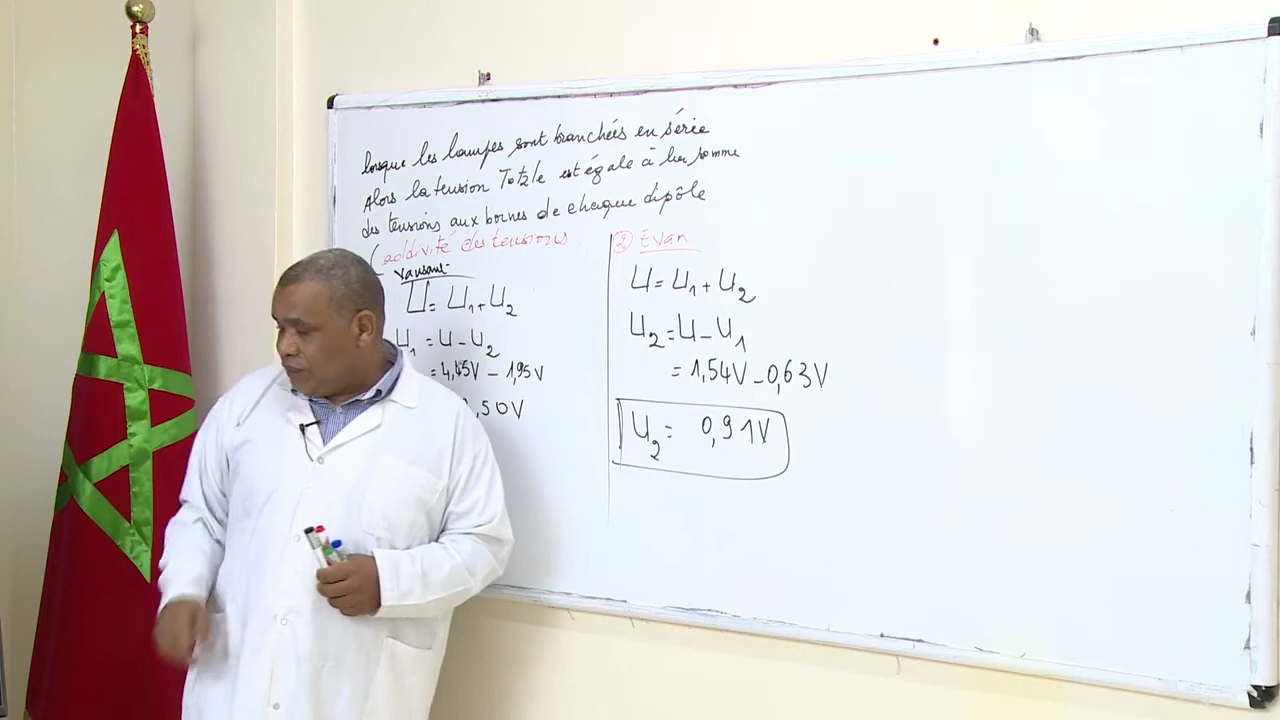 lorsque les lampes sont branchées en série
Alors la tension Totale est égale à la somme
des tensions aux bornes de chaque dipôle
( additivité des tensions
U = U1 + U2
U1 = U - U2
= 4,45V - 1,95V
,50V
② Evan
U = U1 + U2
U2 = U - U1
= 1,54V - 0,63V
U2 = 0,91V